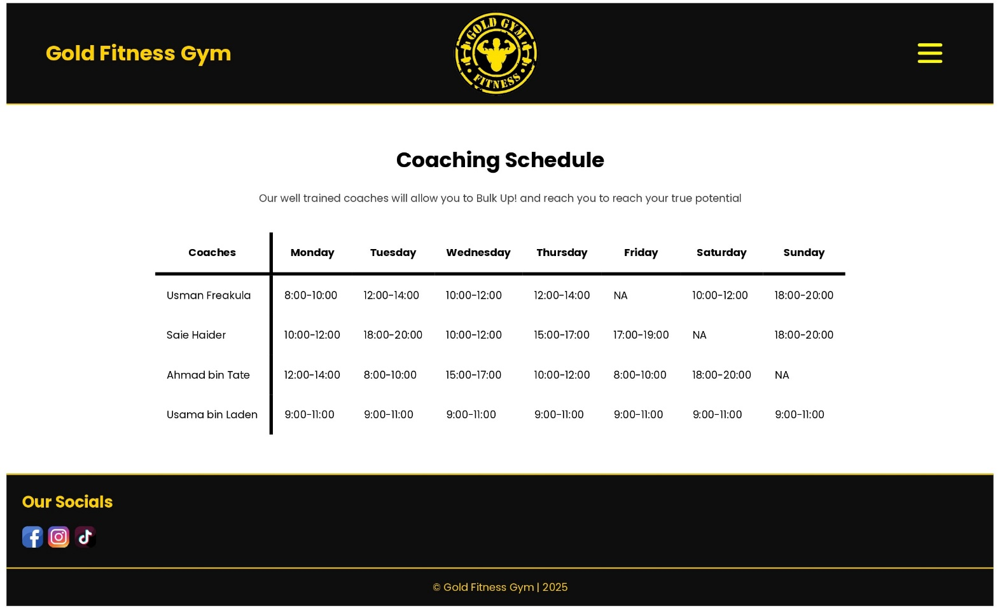 Gold Fitness Gym
GOLD GYM
FITNESS
Coaching Schedule
Our well trained coaches will allow you to Bulk Up! and reach you to reach your true potential
Coaches Monday Tuesday Wednesday Thursday Friday Saturday Sunday
Usman Freakula 8:00-10:00 12:00-14:00 10:00-12:00 12:00-14:00 NA 10:00-12:00 18:00-20:00
Saie Haider 10:00-12:00 18:00-20:00 10:00-12:00 15:00-17:00 17:00-19:00 NA 18:00-20:00
Ahmad bin Tate 12:00-14:00 8:00-10:00 15:00-17:00 10:00-12:00 8:00-10:00 18:00-20:00 NA
Usama bin Laden 9:00-11:00 9:00-11:00 9:00-11:00 9:00-11:00 9:00-11:00 9:00-11:00 9:00-11:00
Our Socials
© Gold Fitness Gym | 2025